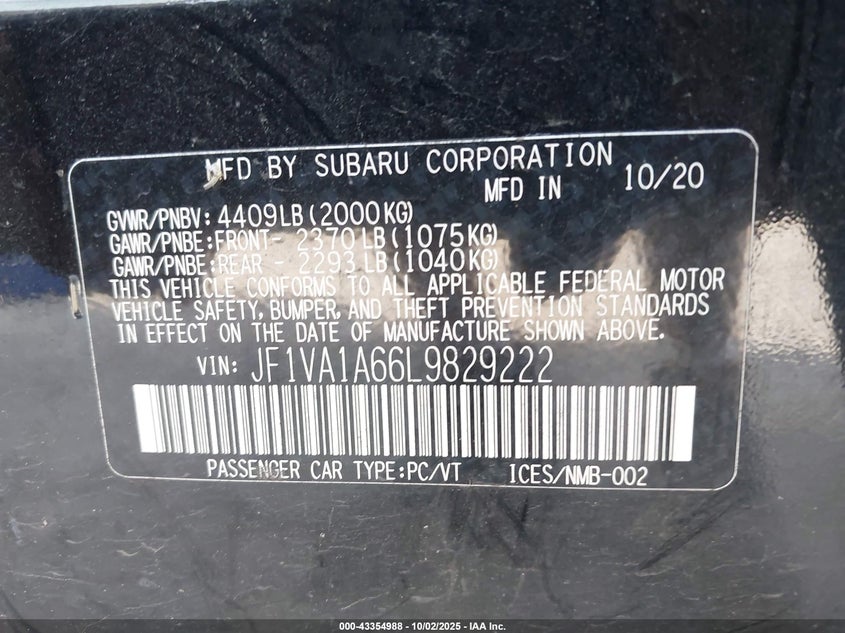 MFD BY SUBARU CORPORATION
MFD IN 10/20
GVWR/PNBV: 4409LB(2000KG)
GAWR/PNBE:FRONT- 2370LB(1075KG)
GAWR/PNBE:REAR - 2293LB(1040KG)
THIS VEHICLE CONFORMS TO ALL APPLICABLE FEDERAL MOTOR
VEHICLE SAFETY, BUMPER, AND THEFT PREVENTION STANDARDS
IN EFFECT ON THE DATE OF MANUFACTURE SHOWN ABOVE.
VIN: JF1VA1A66L9829222
PASSENGER CAR TYPE:PC/VT ICES/NMB-002
000-43354988 - 10/02/2025 - IAA Inc.